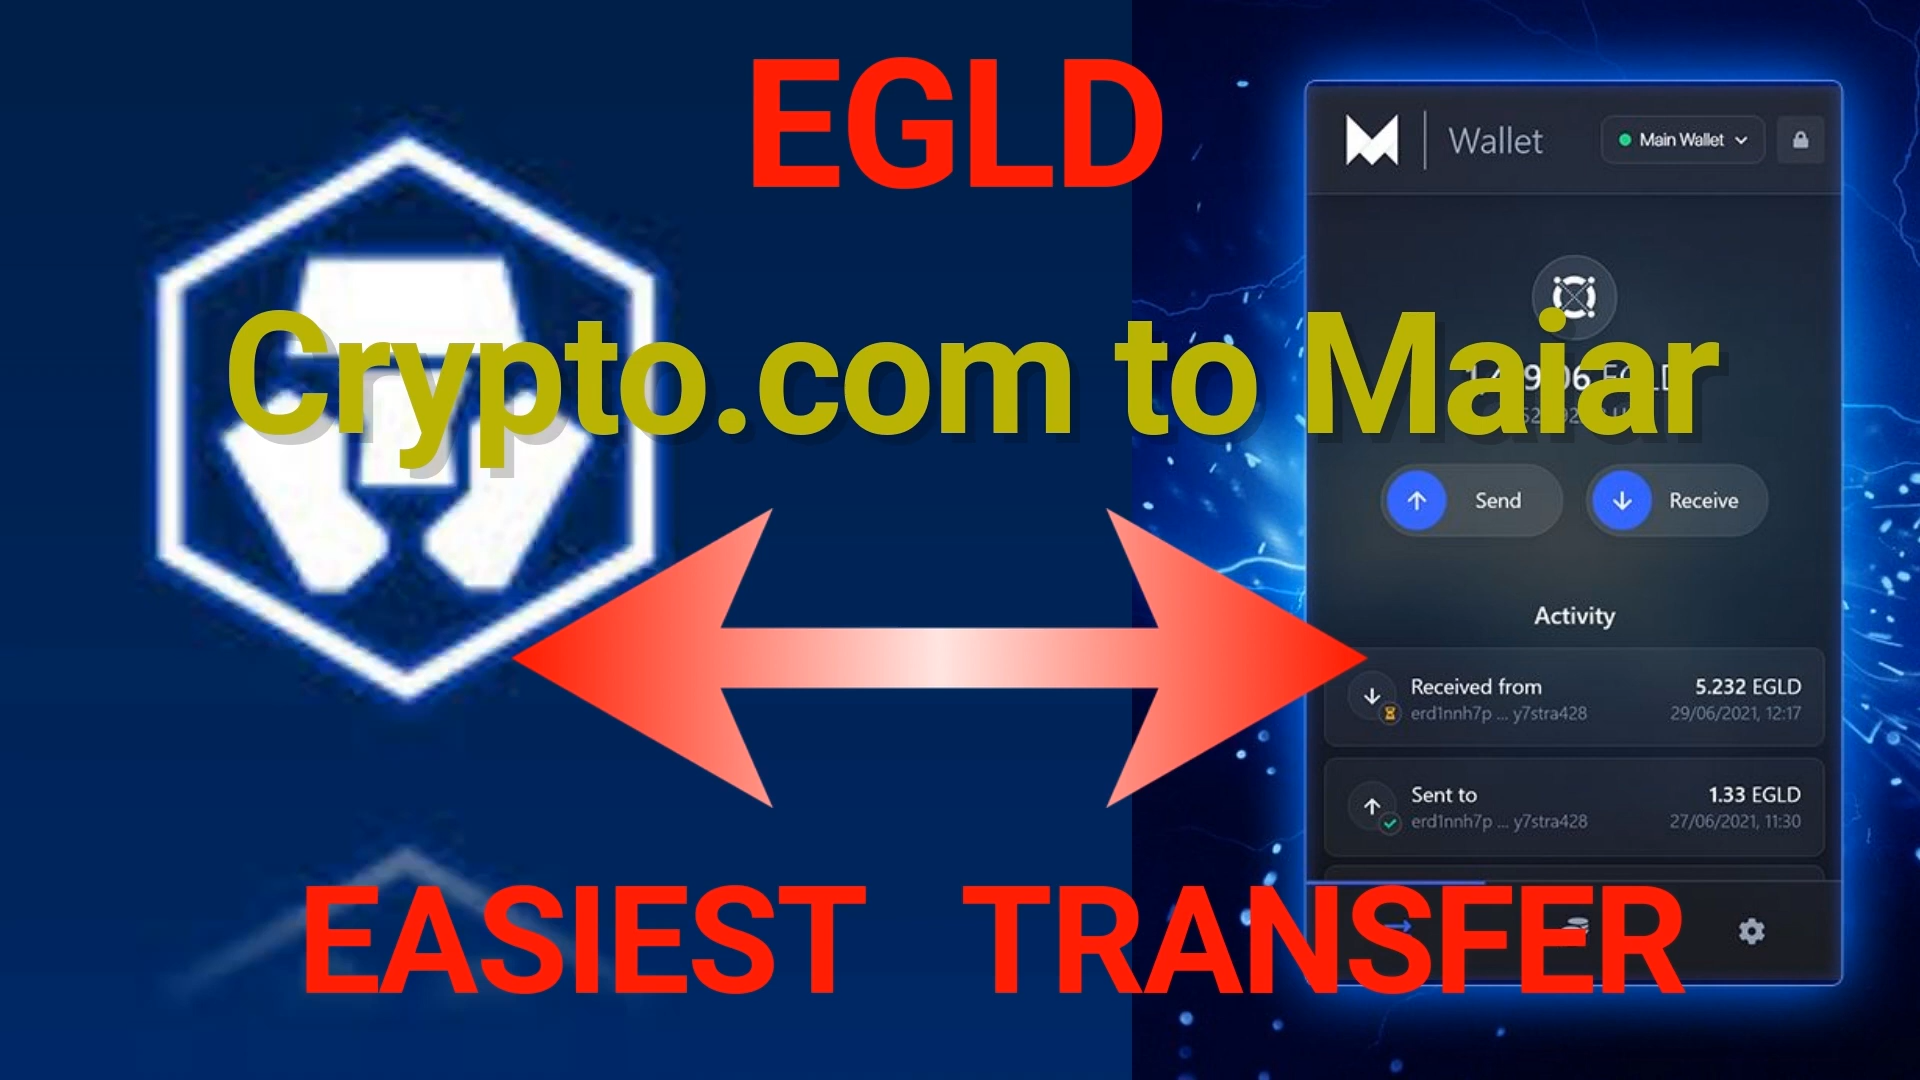 EGLD
Wallet
Main Wallet
Crypto.com to Maiar
Send
Receive
Activity
Received from
5.232 EGLD
erd1nnh7p ... y7stra428
29/06/2021, 12:17
Sent to
1.33 EGLD
erd1nnh7p ... y7stra428
27/06/2021, 11:30
EASIEST TRANSFER